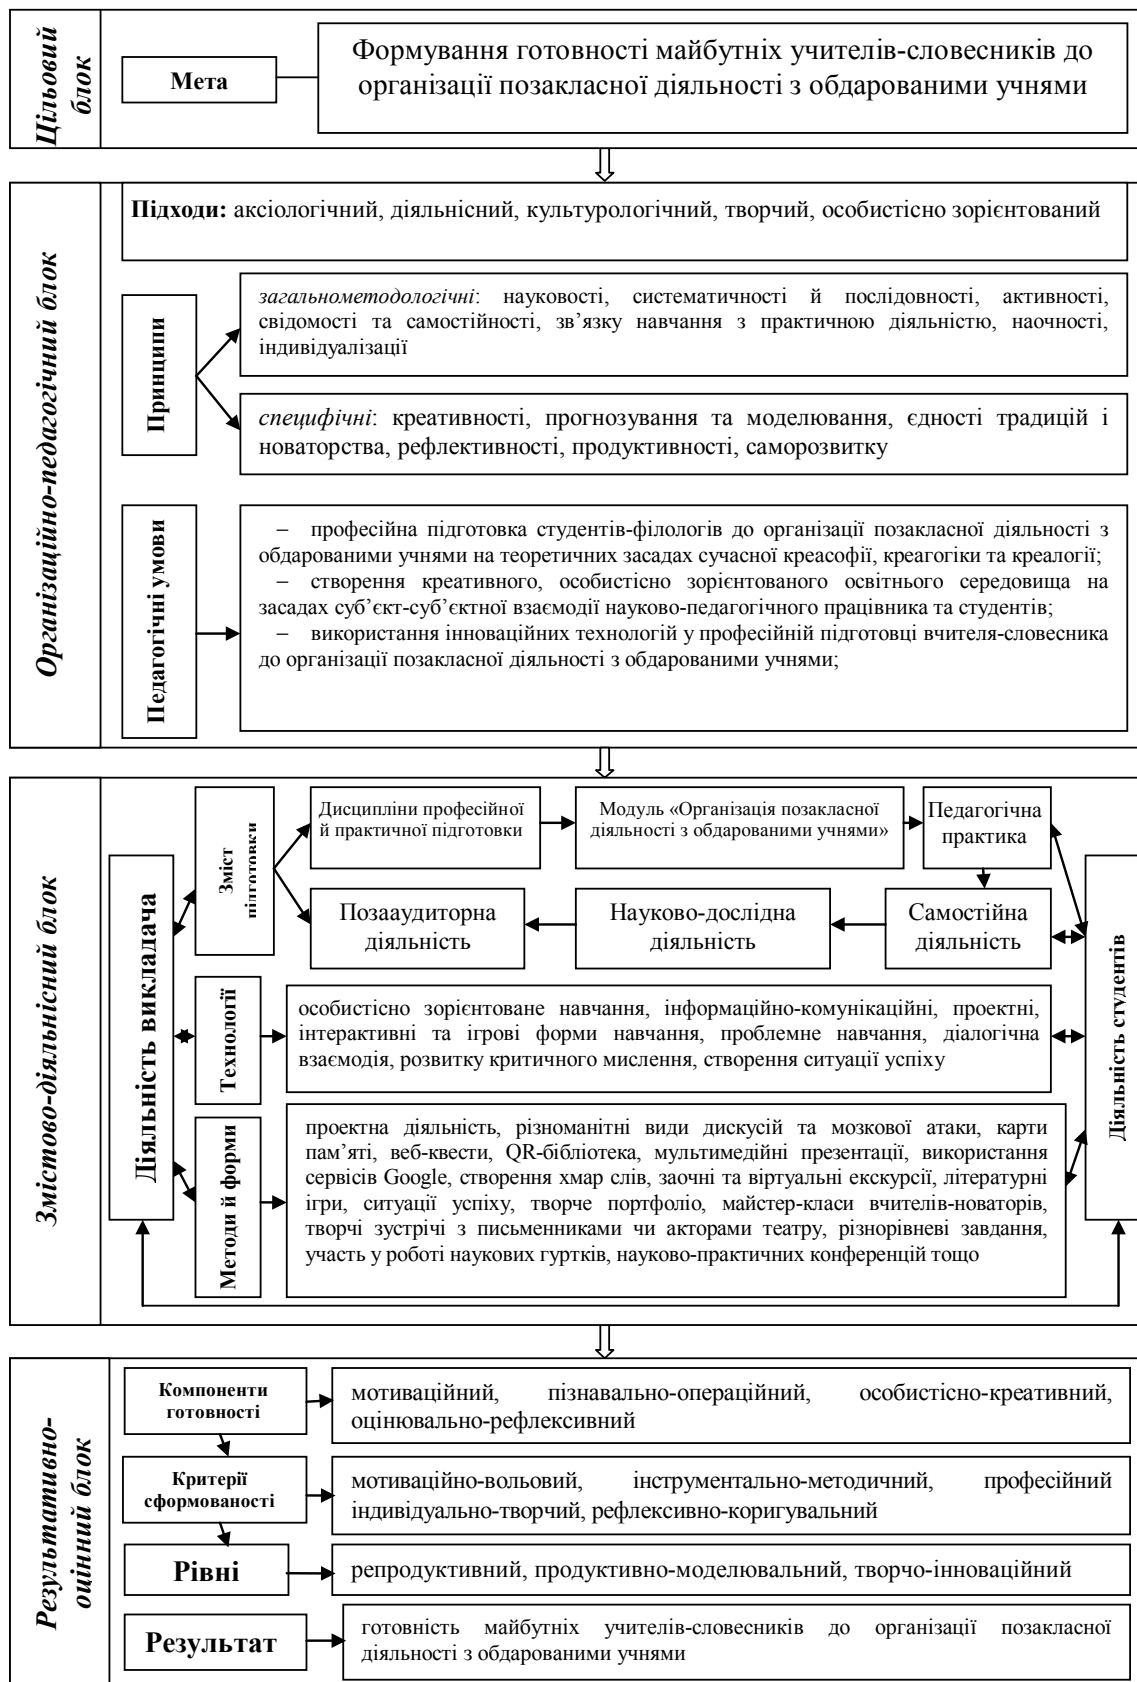 Цільовий
блок
Мета
Формування готовності майбутніх учителів-словесників до
організації позакласної діяльності з обдарованими учнями
Організаційно-педагогічний блок
Підходи: аксіологічний, діяльнісний, культурологічний, творчий, особистісно зорієнтований
Принципи
загальнометодологічні: науковості, систематичності й послідовності, активності,
свідомості та самостійності, зв’язку навчання з практичною діяльністю, наочності,
індивідуалізації
специфічні: креативності, прогнозування та моделювання, єдності традицій і
новаторства, рефлективності, продуктивності, саморозвитку
Педагогічні умови
– професійна підготовка студентів-філологів до організації позакласної діяльності з
обдарованими учнями на теоретичних засадах сучасної креасофії, креагогіки та креалогії;
– створення креативного, особистісно зорієнтованого освітнього середовища на
засадах суб’єкт-суб’єктної взаємодії науково-педагогічного працівника та студентів;
– використання інноваційних технологій у професійній підготовці вчителя-словесника
до організації позакласної діяльності з обдарованими учнями;
Змістово-діяльнісний блок
Діяльність викладача
Зміст
підготовки
Дисципліни професійної
й практичної підготовки
Модуль «Організація позакласної
діяльності з обдарованими учнями»
Педагогічна
практика
Позааудиторна
діяльність
Науково-дослідна
діяльність
Самостійна
діяльність
Діяльність студентів
Технології
особистісно зорієнтоване навчання, інформаційно-комунікаційні, проектні,
інтерактивні та ігрові форми навчання, проблемне навчання, діалогічна
взаємодія, розвитку критичного мислення, створення ситуації успіху
Методи й форми
проектна діяльність, різноманітні види дискусій та мозкової атаки, карти
пам’яті, веб-квести, QR-бібліотека, мультимедійні презентації, використання
сервісів Google, створення хмар слів, заочні та віртуальні екскурсії, літературні
ігри, ситуації успіху, творче портфоліо, майстер-класи вчителів-новаторів,
творчі зустрічі з письменниками чи акторами театру, різнорівневі завдання,
участь у роботі наукових гуртків, науково-практичних конференцій тощо
Результативно-
оцінний блок
Компоненти
готовності
мотиваційний, пізнавально-операційний, особистісно-креативний,
оцінювально-рефлексивний
Критерії
сформованості
мотиваційно-вольовий, інструментально-методичний, професійний
індивідуально-творчий, рефлексивно-коригувальний
Рівні
репродуктивний, продуктивно-моделювальний, творчо-інноваційний
Результат
готовність майбутніх учителів-словесників до організації позакласної
діяльності з обдарованими учнями